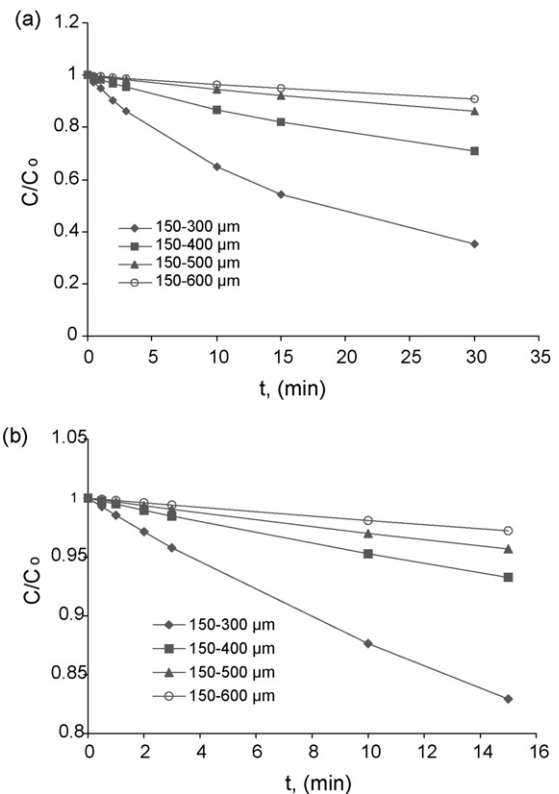 (a)
1.2
1
0.8
0.6
0.4
0.2
0
C/C₀
150-300 µm
150-400 µm
150-500 µm
150-600 µm
0 5 10 15 20 25 30 35
t, (min)
(b)
1.05
1
0.95
0.9
0.85
0.8
C/C₀
150-300 µm
150-400 µm
150-500 µm
150-600 µm
0 2 4 6 8 10 12 14 16
t, (min)